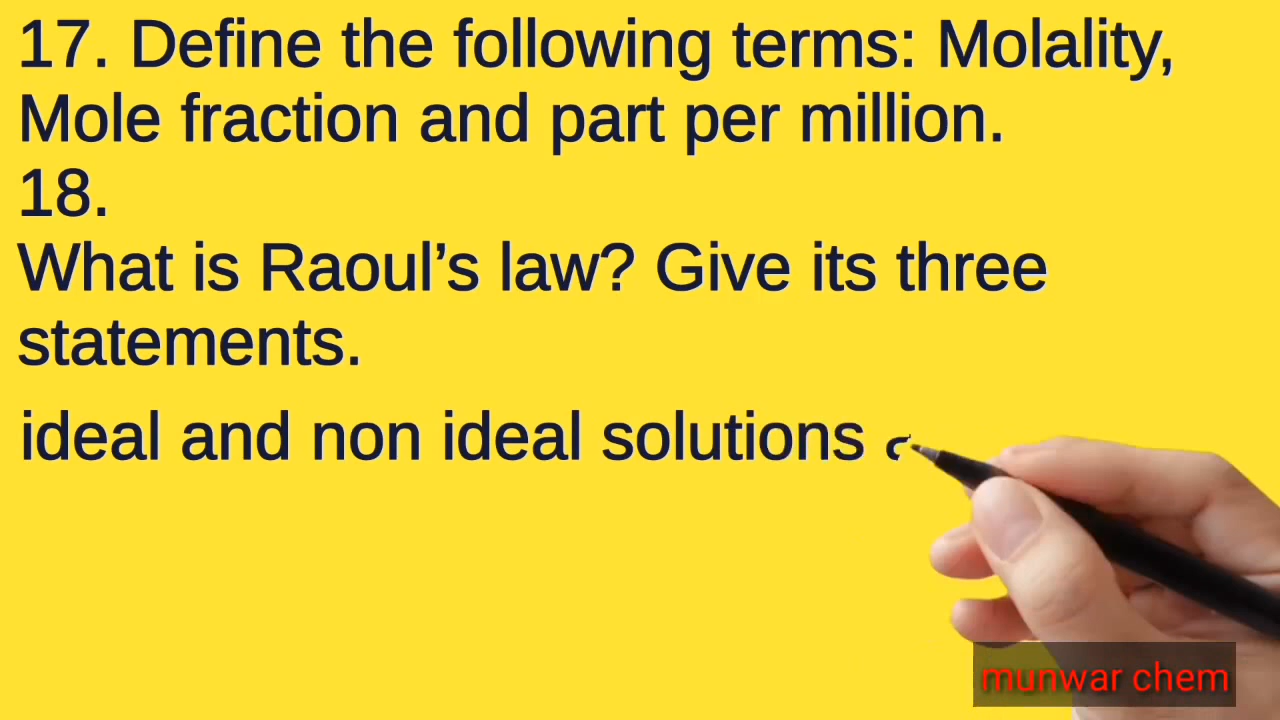 17. Define the following terms: Molality,
Mole fraction and part per million.
18.
What is Raoul’s law? Give its three
statements.
ideal and non ideal solutions
munwar chem